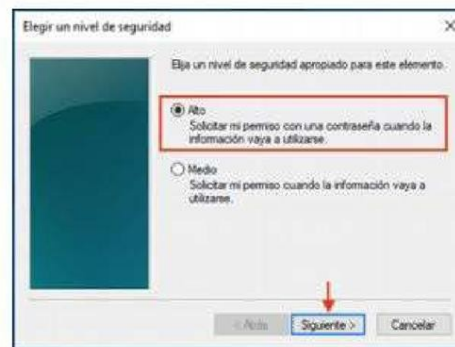 Elegir un nivel de seguridad
Elija un nivel de seguridad apropiado para este elemento.
Alto
Solicitar mi permiso con una contraseña cuando la
información vaya a utilizarse.
Medio
Solicitar mi permiso cuando la información vaya a
utilizarse.
< Atrás Siguiente > Cancelar